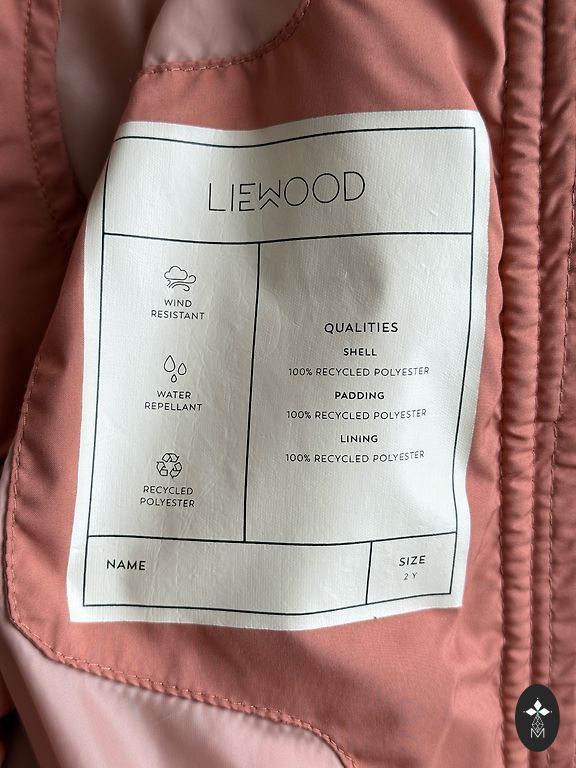 LIEWOOD
WIND
RESISTANT
WATER
REPELLANT
RECYCLED
POLYESTER
QUALITIES
SHELL
100% RECYCLED POLYESTER
PADDING
100% RECYCLED POLYESTER
LINING
100% RECYCLED POLYESTER
NAME
SIZE
2 Y
M